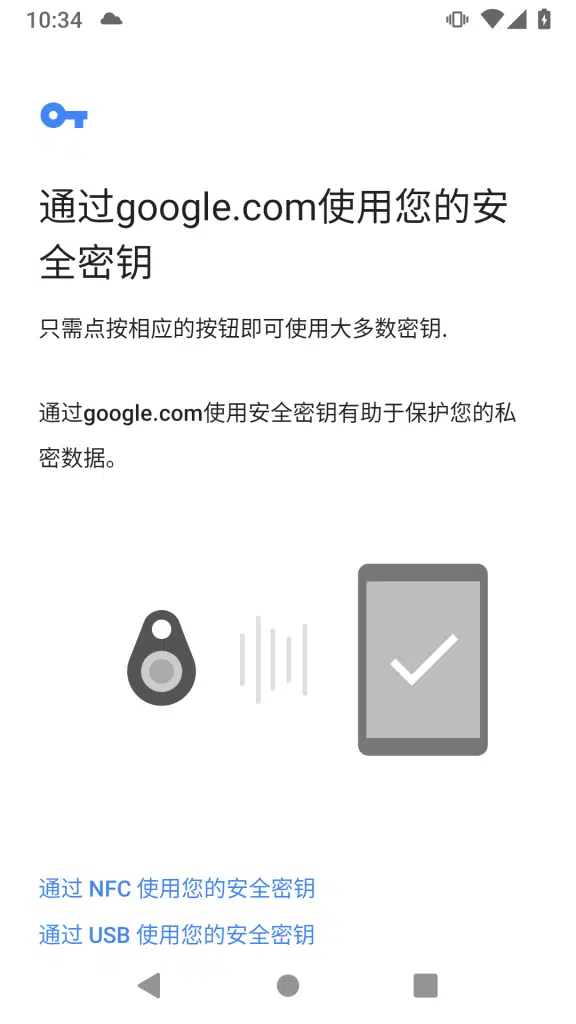 10:34
通过google.com使用您的安
全密钥
只需点按相应的按钮即可使用大多数密钥.
通过google.com使用安全密钥有助于保护您的私
密数据。
通过 NFC 使用您的安全密钥
通过 USB 使用您的安全密钥